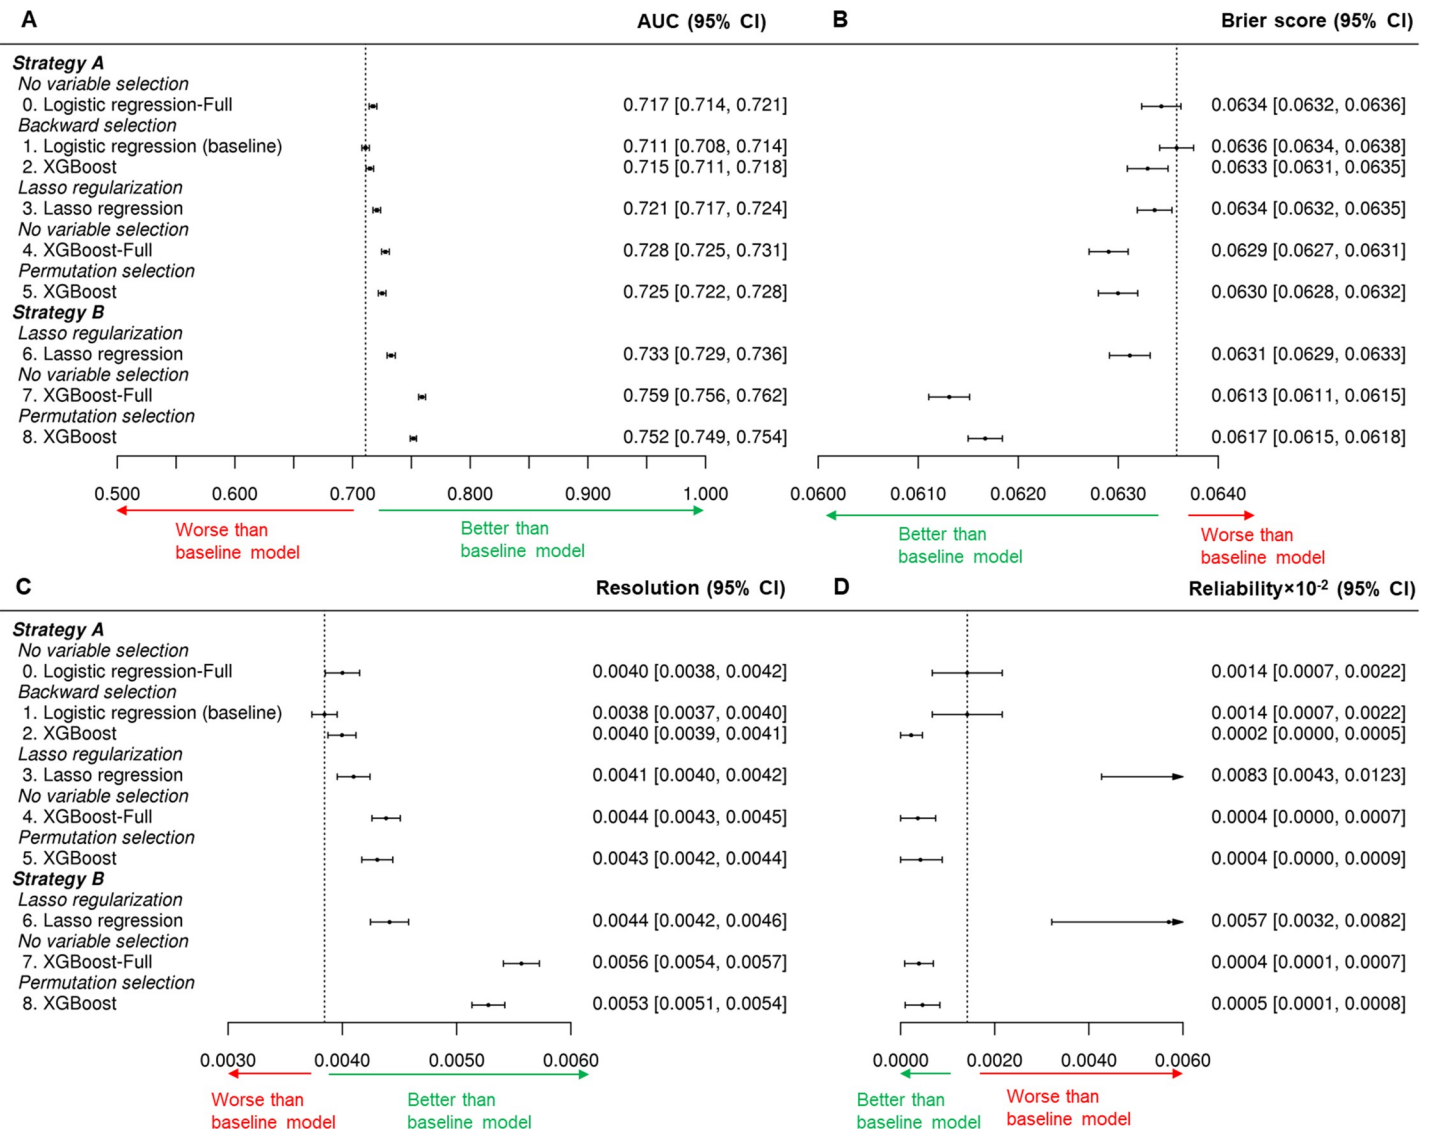 A AUC (95% CI)
Strategy A
No variable selection
0. Logistic regression-Full 0.717 [0.714, 0.721]
Backward selection
1. Logistic regression (baseline) 0.711 [0.708, 0.714]
2. XGBoost 0.715 [0.711, 0.718]
Lasso regularization
3. Lasso regression 0.721 [0.717, 0.724]
No variable selection
4. XGBoost-Full 0.728 [0.725, 0.731]
Permutation selection
5. XGBoost 0.725 [0.722, 0.728]
Strategy B
Lasso regularization
6. Lasso regression 0.733 [0.729, 0.736]
No variable selection
7. XGBoost-Full 0.759 [0.756, 0.762]
Permutation selection
8. XGBoost 0.752 [0.749, 0.754]
0.500 0.600 0.700 0.800 0.900 1.000
Worse than
baseline model
Better than
baseline model
B Brier score (95% CI)
0.0634 [0.0632, 0.0636]
0.0636 [0.0634, 0.0638]
0.0633 [0.0631, 0.0635]
0.0634 [0.0632, 0.0635]
0.0629 [0.0627, 0.0631]
0.0630 [0.0628, 0.0632]
0.0631 [0.0629, 0.0633]
0.0613 [0.0611, 0.0615]
0.0617 [0.0615, 0.0618]
0.0600 0.0610 0.0620 0.0630 0.0640
Better than
baseline model
Worse than
baseline model
C Resolution (95% CI)
Strategy A
No variable selection
0. Logistic regression-Full 0.0040 [0.0038, 0.0042]
Backward selection
1. Logistic regression (baseline) 0.0038 [0.0037, 0.0040]
2. XGBoost 0.0040 [0.0039, 0.0041]
Lasso regularization
3. Lasso regression 0.0041 [0.0040, 0.0042]
No variable selection
4. XGBoost-Full 0.0044 [0.0043, 0.0045]
Permutation selection
5. XGBoost 0.0043 [0.0042, 0.0044]
Strategy B
Lasso regularization
6. Lasso regression 0.0044 [0.0042, 0.0046]
No variable selection
7. XGBoost-Full 0.0056 [0.0054, 0.0057]
Permutation selection
8. XGBoost 0.0053 [0.0051, 0.0054]
0.0030 0.0040 0.0050 0.0060
Worse than
baseline model
Better than
baseline model
D Reliability×10⁻² (95% CI)
0.0014 [0.0007, 0.0022]
0.0014 [0.0007, 0.0022]
0.0002 [0.0000, 0.0005]
0.0083 [0.0043, 0.0123]
0.0004 [0.0000, 0.0007]
0.0004 [0.0000, 0.0009]
0.0057 [0.0032, 0.0082]
0.0004 [0.0001, 0.0007]
0.0005 [0.0001, 0.0008]
0.0000 0.0020 0.0040 0.0060
Better than
baseline model
Worse than
baseline model